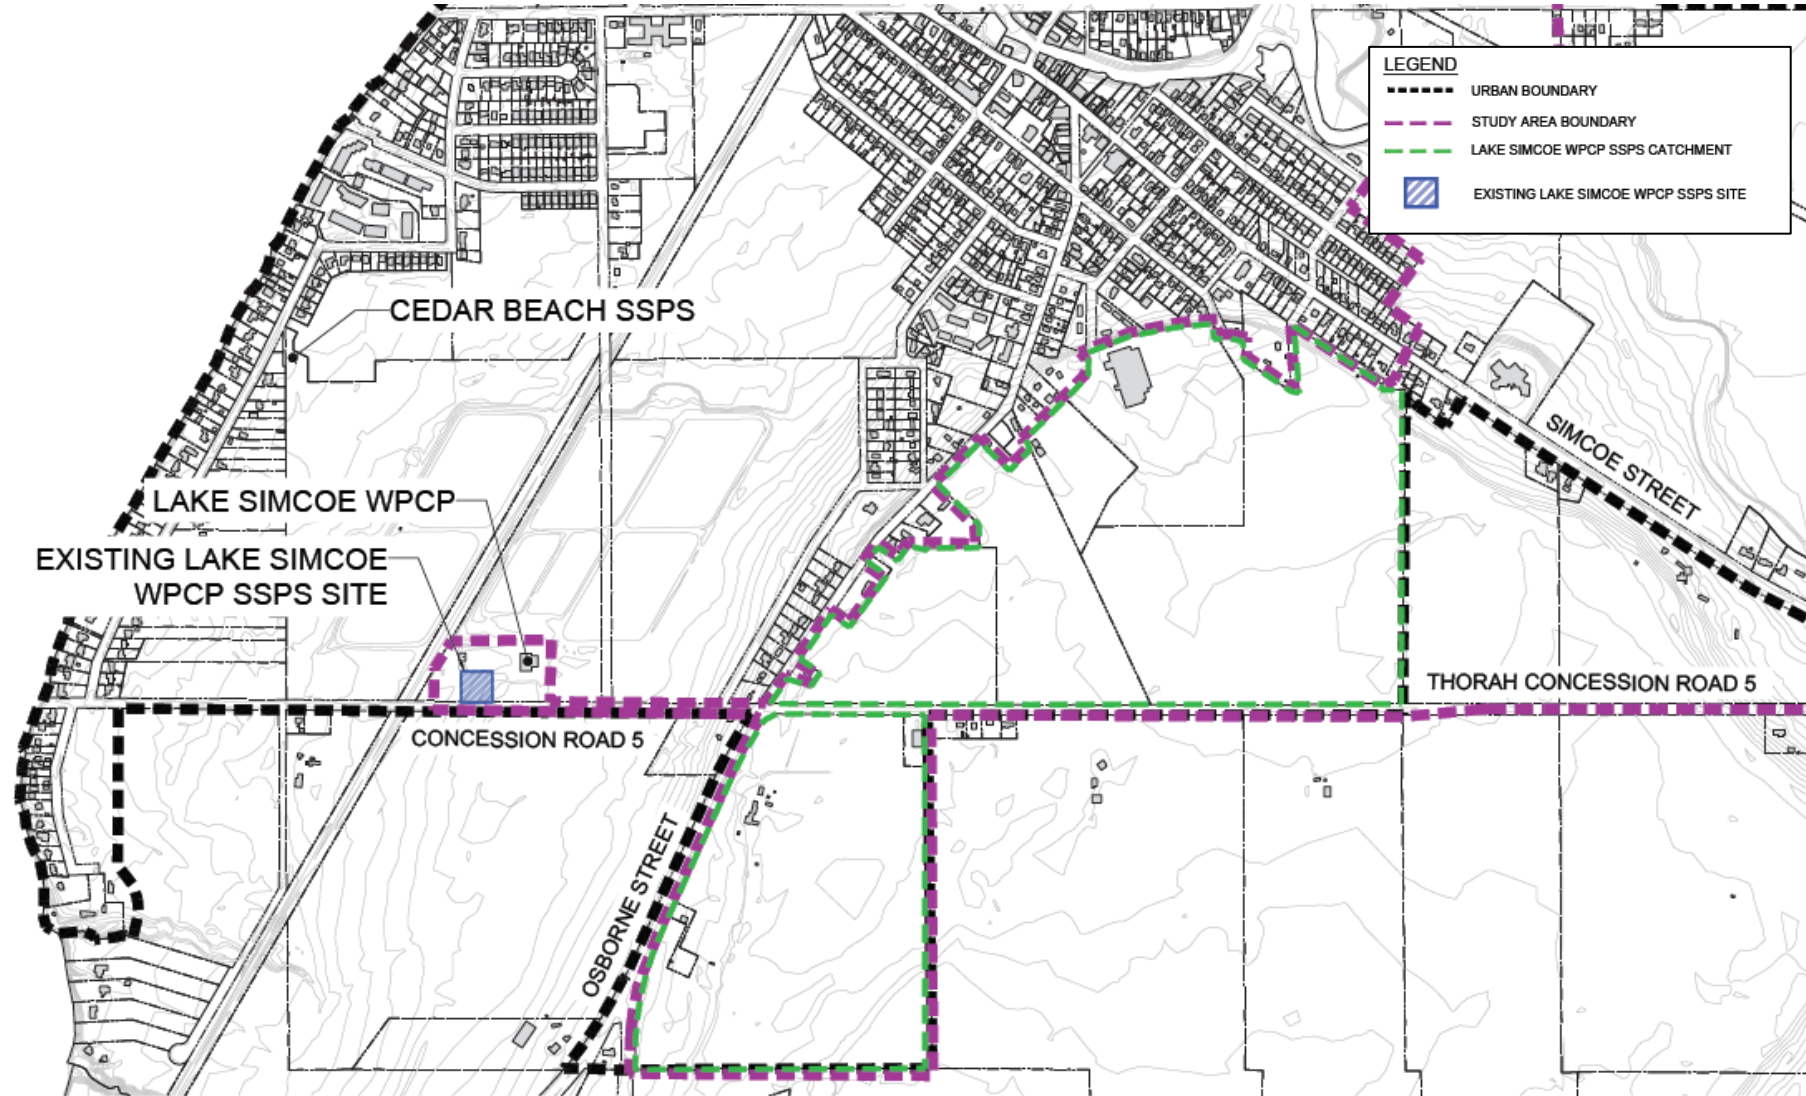 LEGEND
URBAN BOUNDARY
STUDY AREA BOUNDARY
LAKE SIMCOE WPCP SSPS CATCHMENT
EXISTING LAKE SIMCOE WPCP SSPS SITE
CEDAR BEACH SSPS
SIMCOE STREET
LAKE SIMCOE WPCP
EXISTING LAKE SIMCOE
WPCP SSPS SITE
THORAH CONCESSION ROAD 5
CONCESSION ROAD 5
OSBORNE STREET